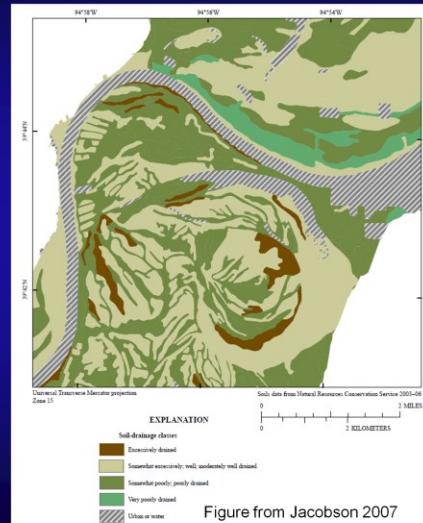 94°58'W 94°56'W 94°54'W
39°44'N
39°42'N
Universal Transverse Mercator projection
Zone 15
Soils data from Natural Resources Conservation Service 2003–06
0 2 MILES
0 2 KILOMETERS
EXPLANATION
Soil-drainage classes
Excessively drained
Somewhat excessively; well; moderately well drained
Somewhat poorly; poorly drained
Very poorly drained
Urban or water
Figure from Jacobson 2007